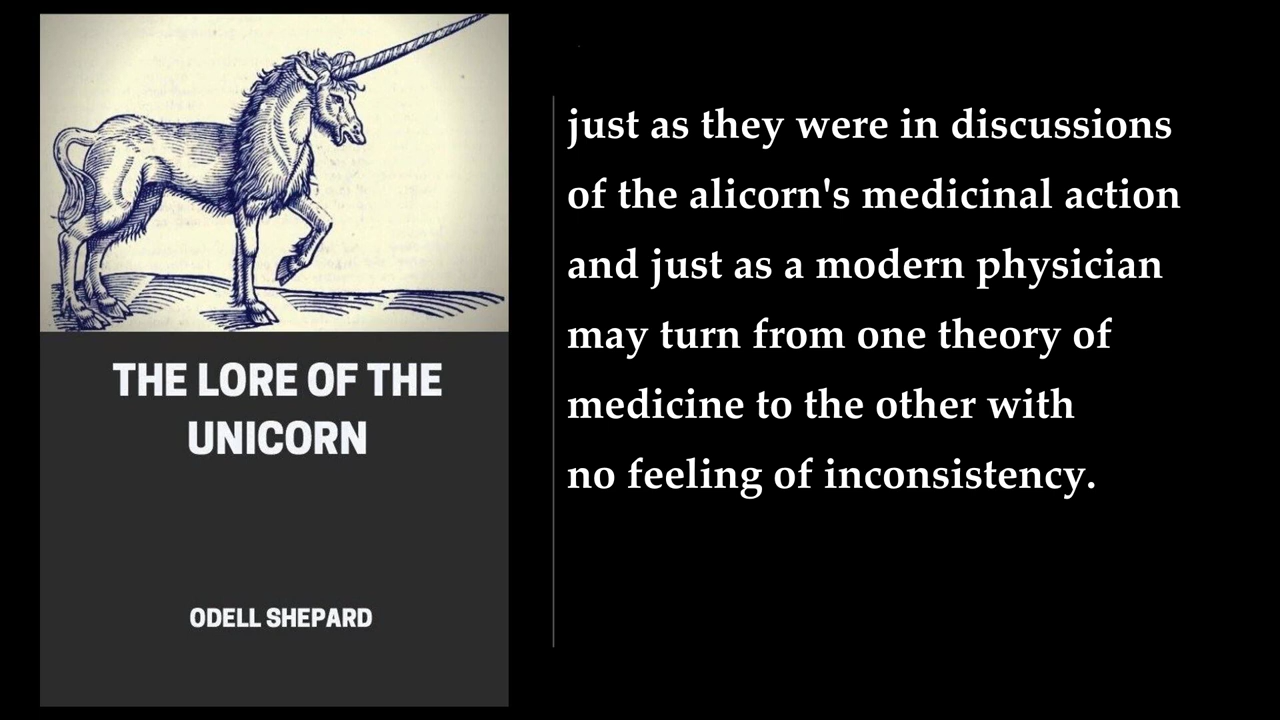 THE LORE OF THE
UNICORN
ODELL SHEPARD
just as they were in discussions
of the alicorn's medicinal action
and just as a modern physician
may turn from one theory of
medicine to the other with
no feeling of inconsistency.